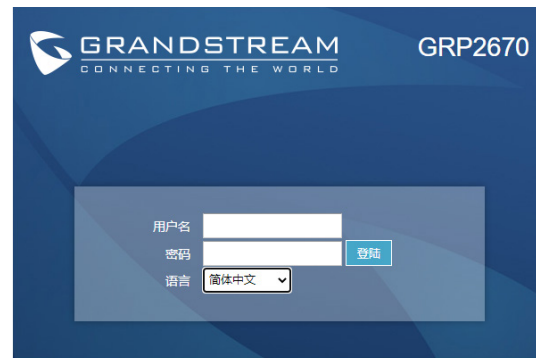 GRANDSTREAM
CONNECTING THE WORLD
GRP2670
用户名
密码
登陆
语言
简体中文